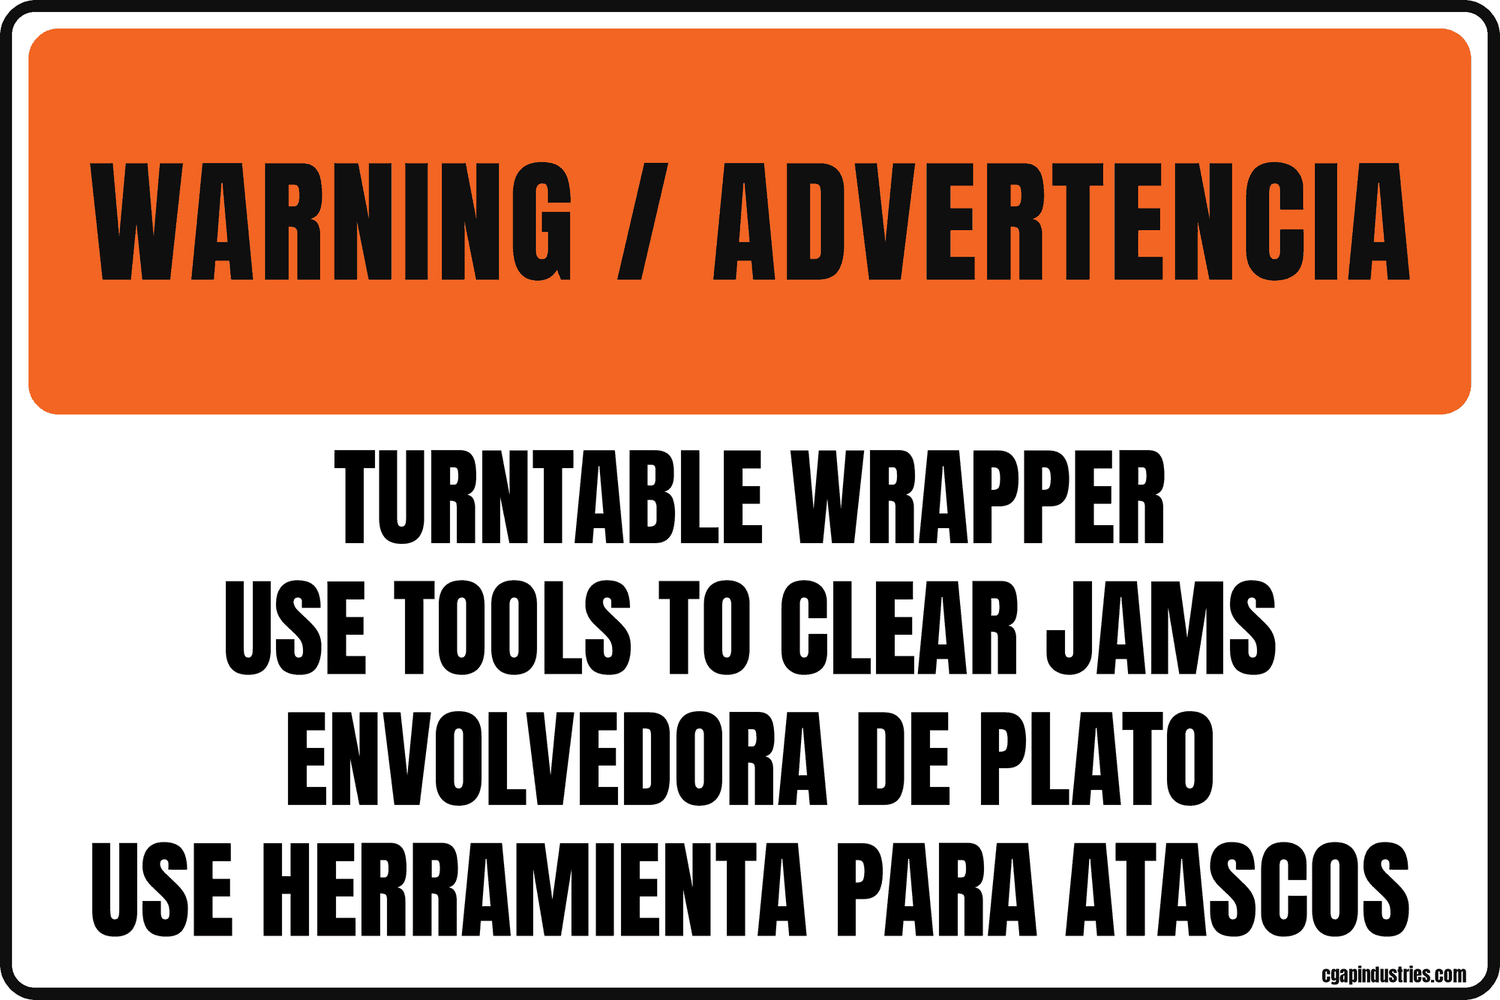 WARNING / ADVERTENCIA
TURNTABLE WRAPPER
USE TOOLS TO CLEAR JAMS
ENVOLVEDORA DE PLATO
USE HERRAMIENTA PARA ATASCOS
cgapindustries.com